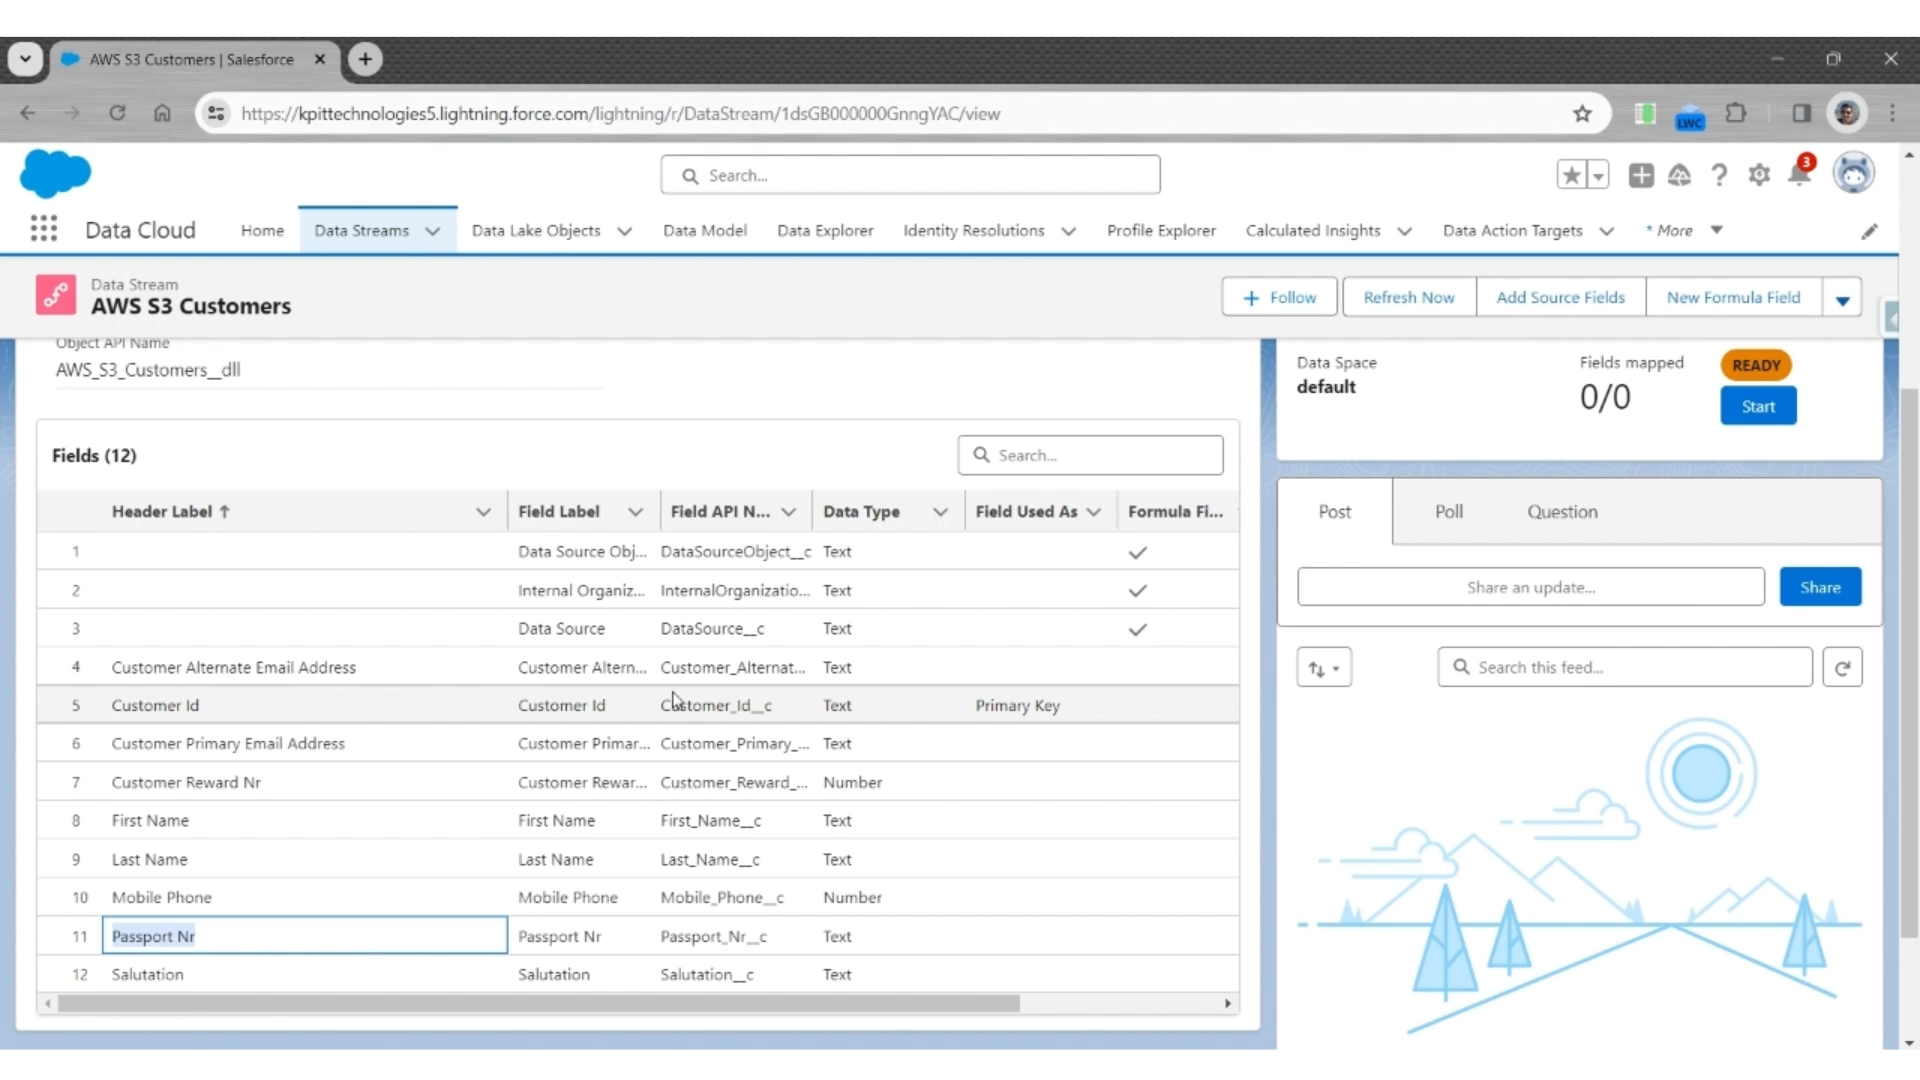 AWS S3 Customers | Salesforce
https://kpittechnologies5.lightning.force.com/lightning/r/DataStream/1dsGB000000GnngYAC/view
LWC
Search...
3
Data Cloud
Home
Data Streams
Data Lake Objects
Data Model
Data Explorer
Identity Resolutions
Profile Explorer
Calculated Insights
Data Action Targets
* More
Data Stream
AWS S3 Customers
Follow
Refresh Now
Add Source Fields
New Formula Field
Object API Name
AWS_S3_Customers__dll
Data Space
default
Fields mapped
0/0
READY
Start
Fields (12)
Search...
Header Label
Field Label
Field API N...
Data Type
Field Used As
Formula Fi...
1 Data Source Obj... DataSourceObject__c Text
2 Internal Organiz... InternalOrganizatio... Text
3 Data Source DataSource__c Text
4 Customer Alternate Email Address Customer Altern... Customer_Alternat... Text
5 Customer Id Customer Id Customer_Id__c Text Primary Key
6 Customer Primary Email Address Customer Primar... Customer_Primary_... Text
7 Customer Reward Nr Customer Rewar... Customer_Reward_... Number
8 First Name First Name First_Name__c Text
9 Last Name Last Name Last_Name__c Text
10 Mobile Phone Mobile Phone Mobile_Phone__c Number
11 Passport Nr Passport Nr Passport_Nr__c Text
12 Salutation Salutation Salutation__c Text
Post
Poll
Question
Share an update...
Share
Search this feed...